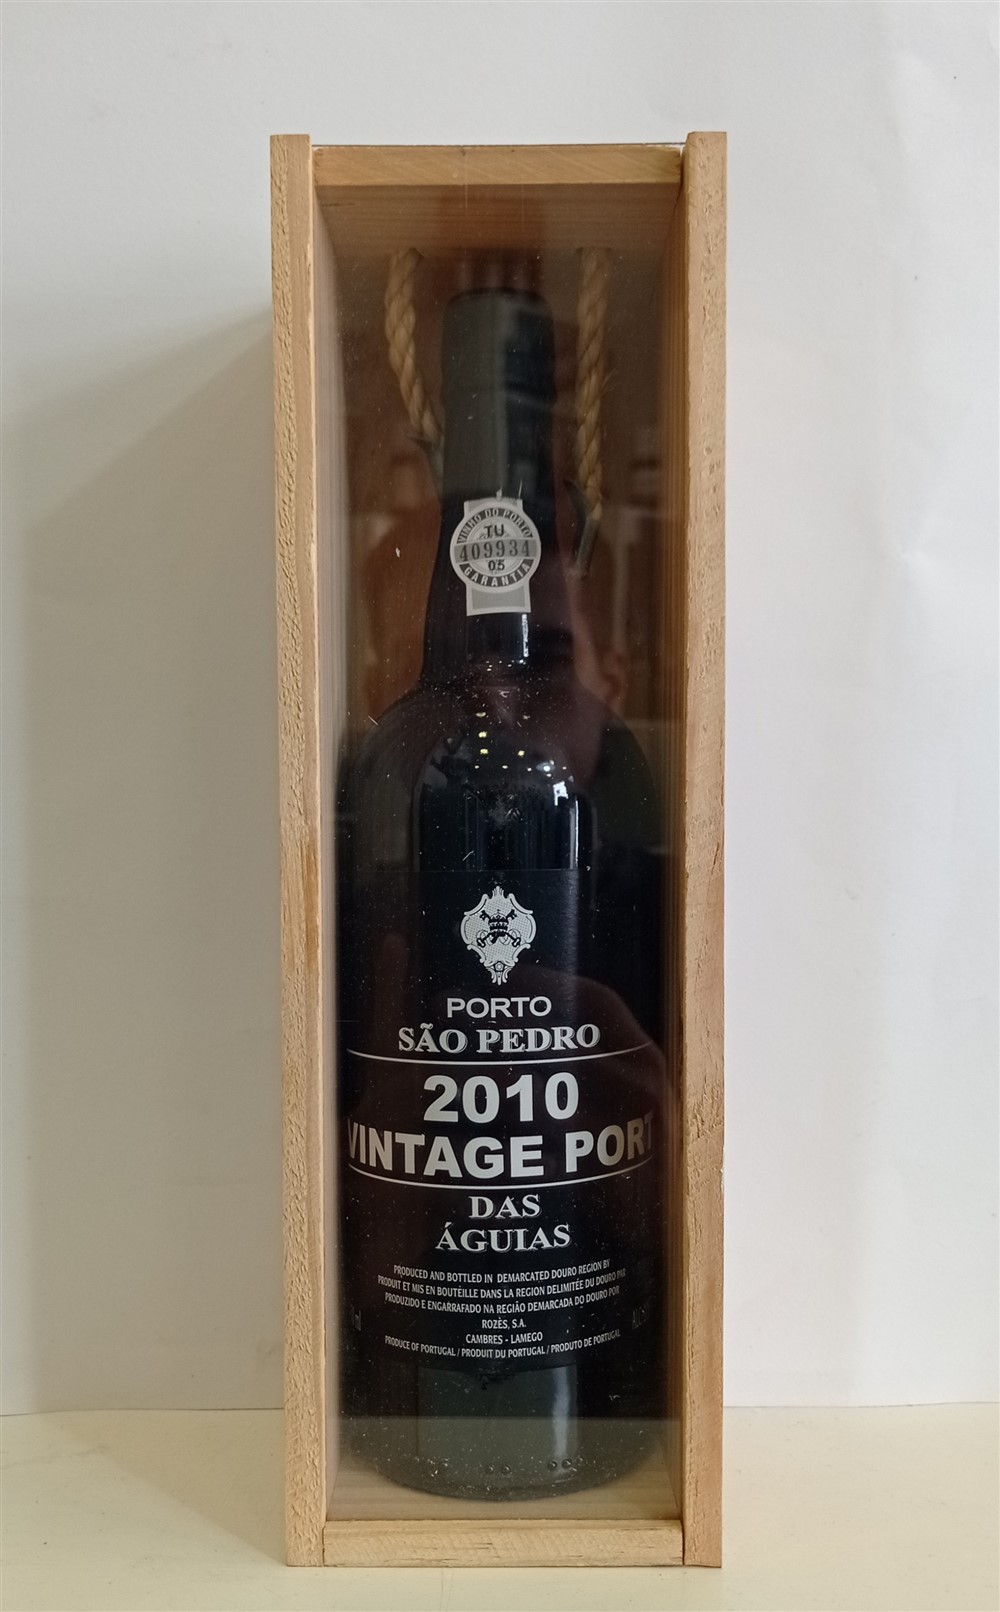 VINHO DO PORTO
TU
409934
05
GARANTIA
PORTO
SÃO PEDRO
2010
VINTAGE PORT
DAS
ÁGUIAS
PRODUCED AND BOTTLED IN DEMARCATED DOURO REGION BY
PRODUIT ET MIS EN BOUTÉILLE DANS LA REGION DELIMITÉE DU DOURO PAR
PRODUZIDO E ENGARRAFADO NA REGIÃO DEMARCADA DO DOURO POR
ROZÈS, S.A.
CAMBRES - LAMEGO
PRODUCE OF PORTUGAL / PRODUIT DU PORTUGAL / PRODUTO DE PORTUGAL